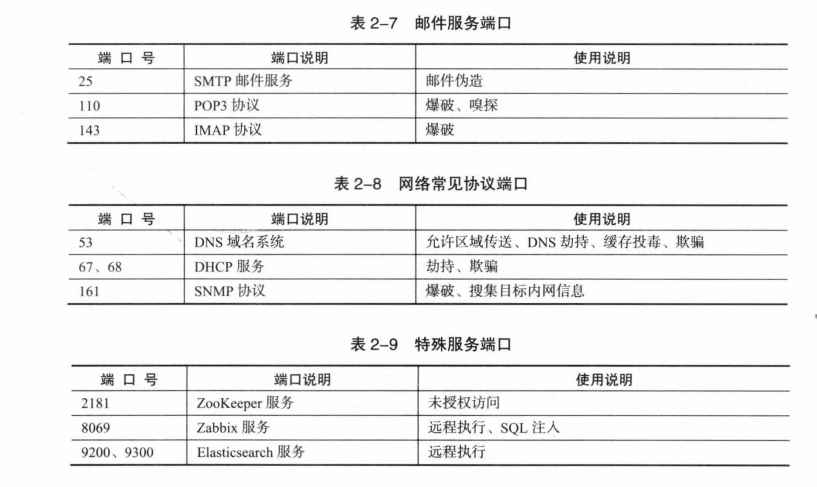 表 2-7 邮件服务端口
端 口 号 端口说明 使用说明
25 SMTP 邮件服务 邮件伪造
110 POP3 协议 爆破、嗅探
143 IMAP 协议 爆破
表 2-8 网络常见协议端口
端 口 号 端口说明 使用说明
53 DNS 域名系统 允许区域传送、DNS 劫持、缓存投毒、欺骗
67、68 DHCP 服务 劫持、欺骗
161 SNMP 协议 爆破、搜集目标内网信息
表 2-9 特殊服务端口
端 口 号 端口说明 使用说明
2181 ZooKeeper 服务 未授权访问
8069 Zabbix 服务 远程执行、SQL 注入
9200、9300 Elasticsearch 服务 远程执行